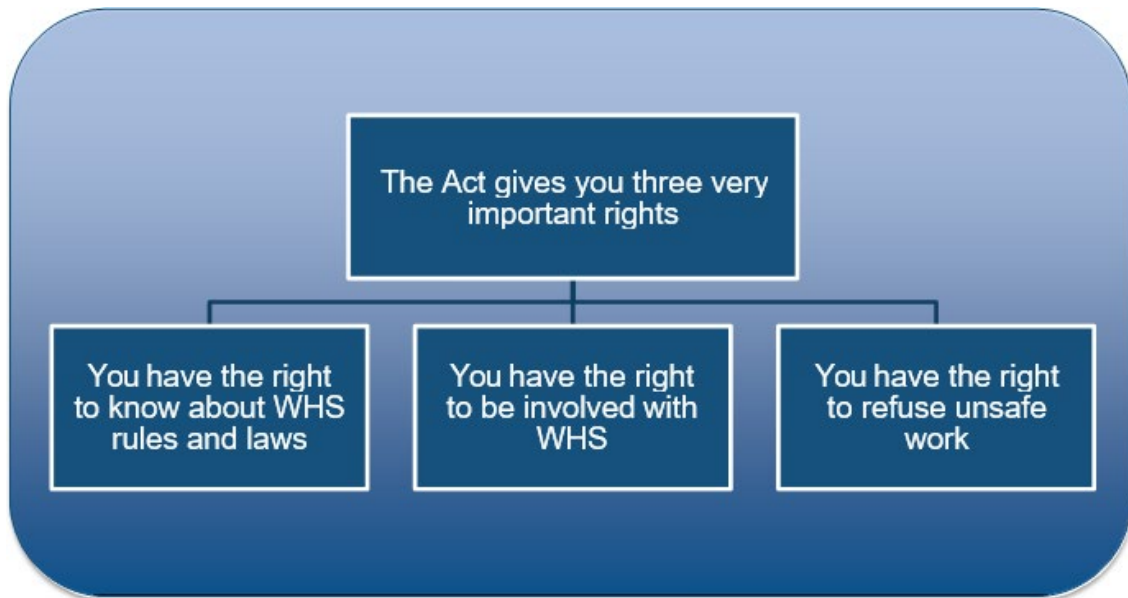 The Act gives you three very
important rights
You have the right
to know about WHS
rules and laws
You have the right
to be involved with
WHS
You have the right
to refuse unsafe
work